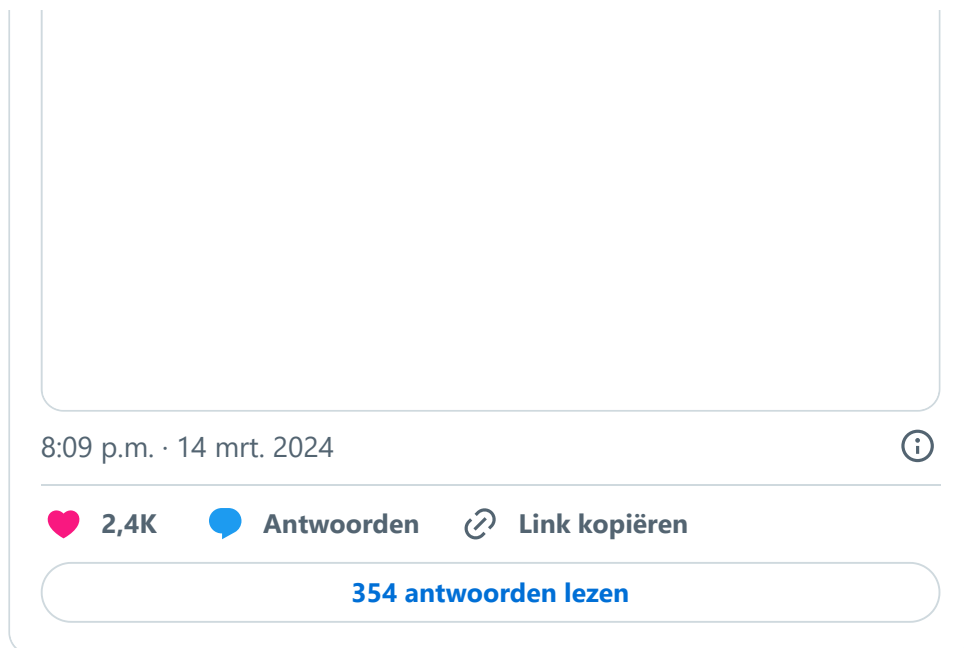 8:09 p.m. · 14 mrt. 2024
2,4K Antwoorden Link kopiëren
354 antwoorden lezen